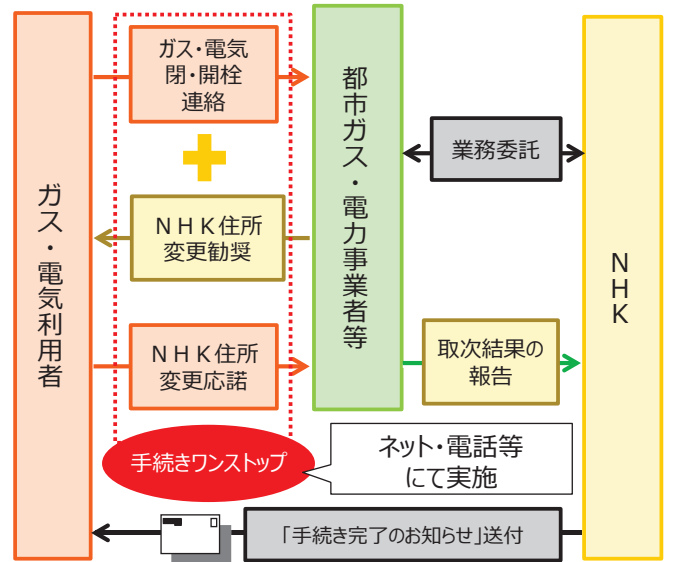 ガス・電気利用者
ガス・電気
閉・開栓
連絡
ＮＨＫ住所
変更勧奨
ＮＨＫ住所
変更応諾
手続きワンストップ
都市ガス・電力事業者等
業務委託
取次結果の
報告
ネット・電話等
にて実施
「手続き完了のお知らせ」送付
ＮＨＫ